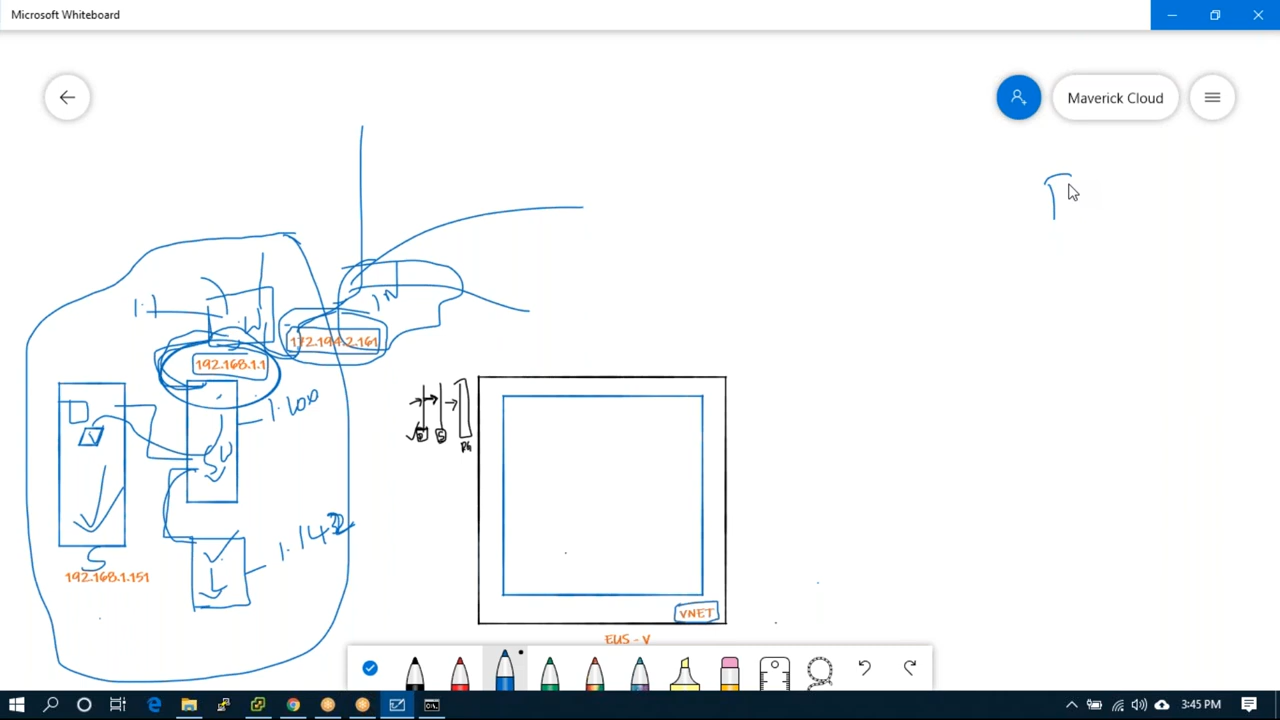 Microsoft Whiteboard
Maverick Cloud
1.1
172.194.2.161
192.168.1.1
1.100
S
192.168.1.151
VNET
EUS - V
3:45 PM